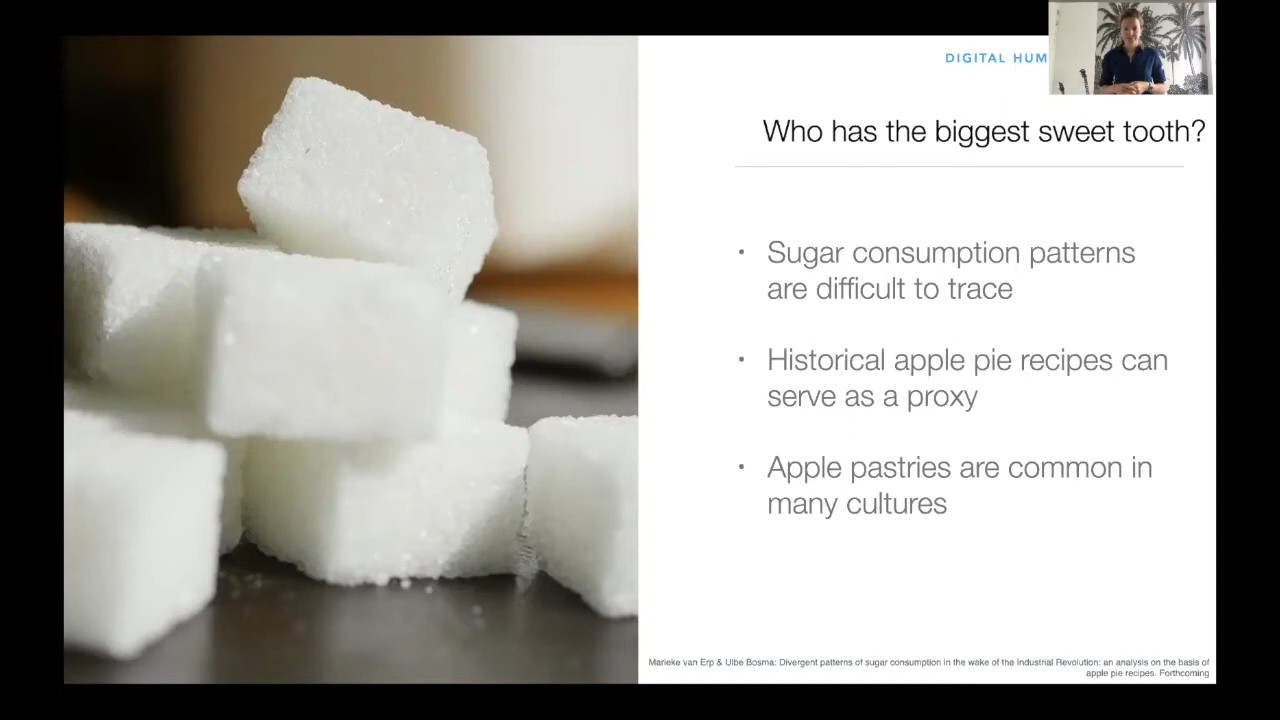 DIGITAL HUM
Who has the biggest sweet tooth?
• Sugar consumption patterns
are difficult to trace
• Historical apple pie recipes can
serve as a proxy
• Apple pastries are common in
many cultures
Marieke van Erp & Ulbe Bosma: Divergent patterns of sugar consumption in the wake of the Industrial Revolution: an analysis on the basis of
apple pie recipes. Forthcoming